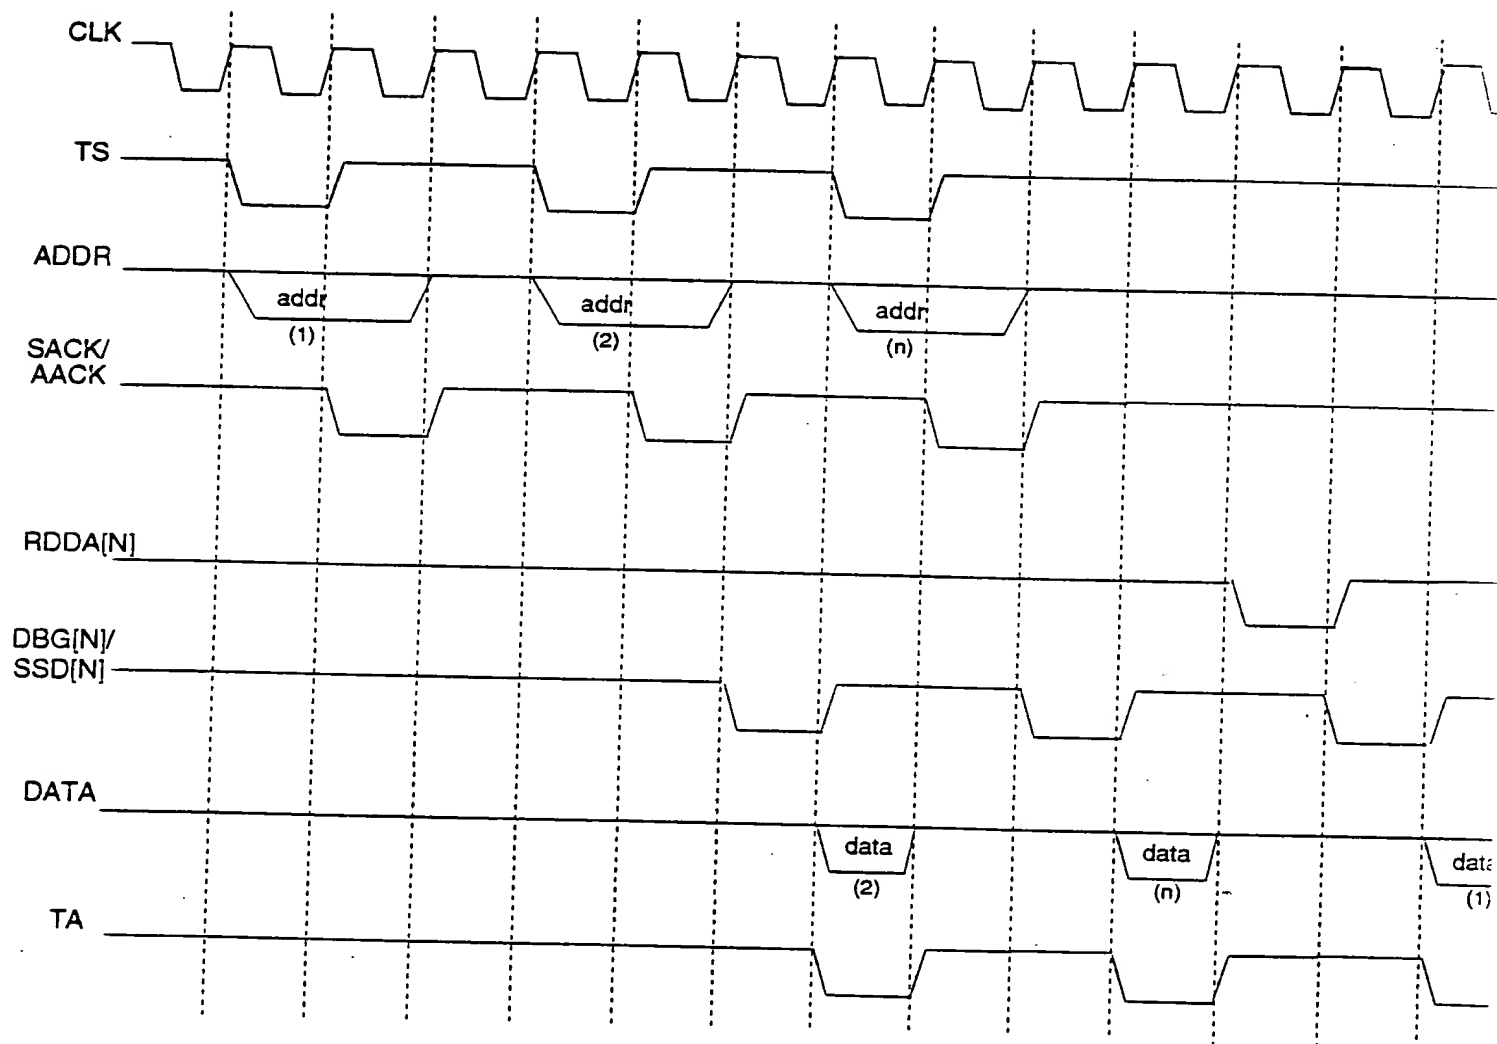 CLK
TS
ADDR
addr
(1)
addr
(2)
addr
(n)
SACK/
AACK
RDDA[N]
DBG[N]/
SSD[N]
DATA
data
(2)
data
(n)
data
(1)
TA